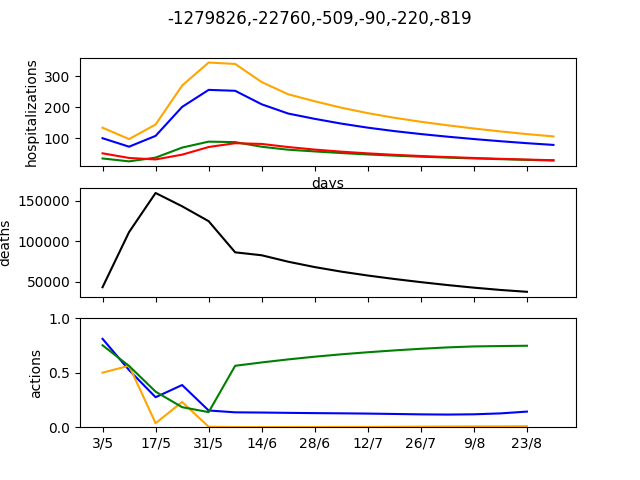 -1279826,-22760,-509,-90,-220,-819
hospitalizations
300
200
100
days
deaths
150000
100000
50000
actions
1.0
0.5
0.0
3/5 17/5 31/5 14/6 28/6 12/7 26/7 9/8 23/8